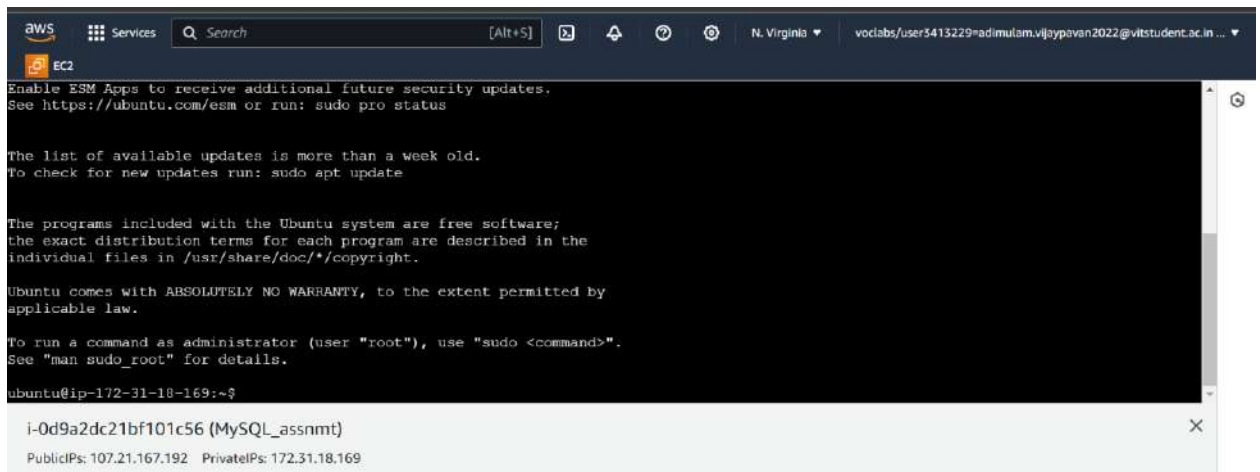 aws Services Search [Alt+S] N. Virginia voclabs/user3413229=adimulam.vijaypavan2022@vitstudent.ac.in ...
EC2
Enable ESM Apps to receive additional future security updates.
See https://ubuntu.com/esm or run: sudo pro status
The list of available updates is more than a week old.
To check for new updates run: sudo apt update
The programs included with the Ubuntu system are free software;
the exact distribution terms for each program are described in the
individual files in /usr/share/doc/*/copyright.
Ubuntu comes with ABSOLUTELY NO WARRANTY, to the extent permitted by
applicable law.
To run a command as administrator (user "root"), use "sudo <command>".
See "man sudo_root" for details.
ubuntu@ip-172-31-18-169:~$
i-0d9a2dc21bf101c56 (MySQL_assnmt)
PublicIPs: 107.21.167.192 PrivateIPs: 172.31.18.169